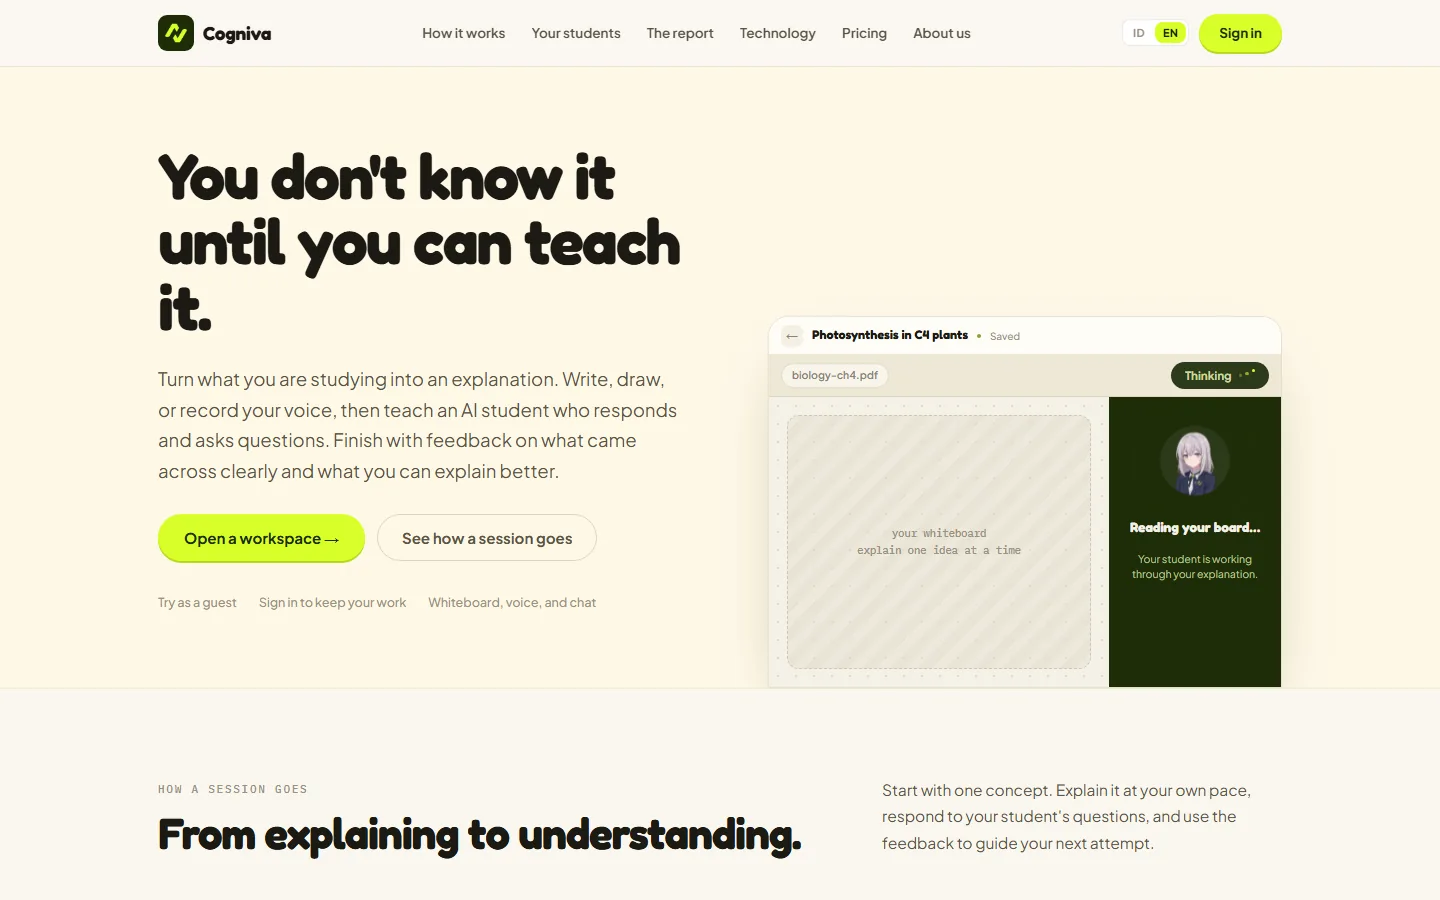 Cogniva
How it works
Your students
The report
Technology
Pricing
About us
ID
EN
Sign in
You don't know it
until you can teach
it.
Turn what you are studying into an explanation. Write, draw,
or record your voice, then teach an AI student who responds
and asks questions. Finish with feedback on what came
across clearly and what you can explain better.
Open a workspace →
See how a session goes
Try as a guest
Sign in to keep your work
Whiteboard, voice, and chat
← Photosynthesis in C4 plants • Saved
biology-ch4.pdf
Thinking
your whiteboard
explain one idea at a time
Reading your board...
Your student is working
through your explanation.
HOW A SESSION GOES
From explaining to understanding.
Start with one concept. Explain it at your own pace,
respond to your student's questions, and use the
feedback to guide your next attempt.